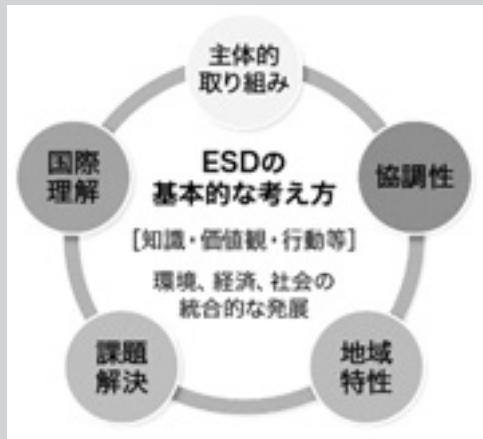 主体的
取り組み
国際
理解
ESDの
基本的な考え方
協調性
[知識・価値観・行動等]
環境、経済、社会の
統合的な発展
課題
解決
地域
特性